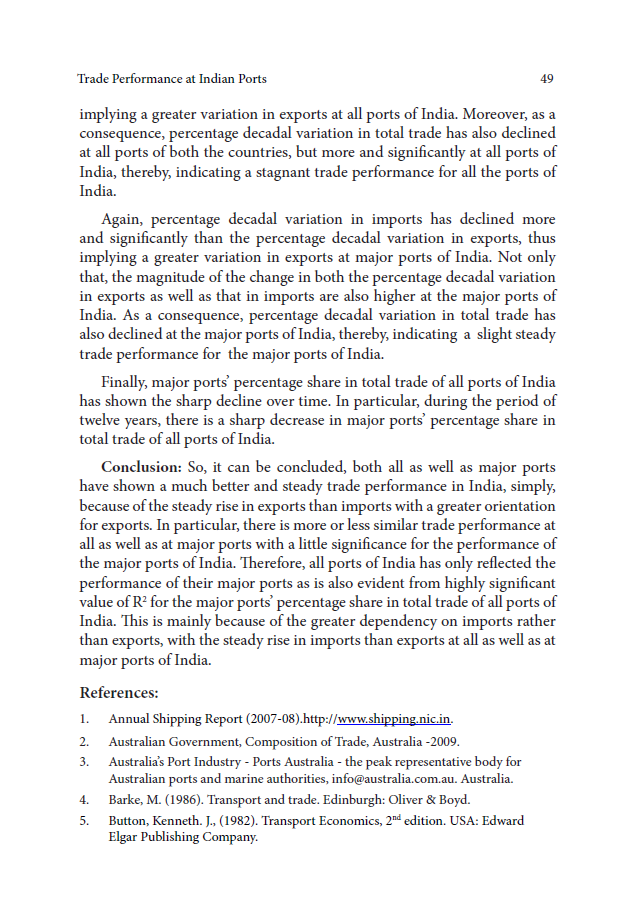 Trade Performance at Indian Ports 49
implying a greater variation in exports at all ports of India. Moreover, as a
consequence, percentage decadal variation in total trade has also declined
at all ports of both the countries, but more and significantly at all ports of
India, thereby, indicating a stagnant trade performance for all the ports of
India.
Again, percentage decadal variation in imports has declined more
and significantly than the percentage decadal variation in exports, thus
implying a greater variation in exports at major ports of India. Not only
that, the magnitude of the change in both the percentage decadal variation
in exports as well as that in imports are also higher at the major ports of
India. As a consequence, percentage decadal variation in total trade has
also declined at the major ports of India, thereby, indicating a slight steady
trade performance for the major ports of India.
Finally, major ports' percentage share in total trade of all ports of India
has shown the sharp decline over time. In particular, during the period of
twelve years, there is a sharp decrease in major ports' percentage share in
total trade of all ports of India.
Conclusion: So, it can be concluded, both all as well as major ports
have shown a much better and steady trade performance in India, simply,
because of the steady rise in exports than imports with a greater orientation
for exports. In particular, there is more or less similar trade performance at
all as well as at major ports with a little significance for the performance of
the major ports of India. Therefore, all ports of India has only reflected the
performance of their major ports as is also evident from highly significant
value of R² for the major ports' percentage share in total trade of all ports of
India. This is mainly because of the greater dependency on imports rather
than exports, with the steady rise in imports than exports at all as well as at
major ports of India.
References:
1. Annual Shipping Report (2007-08).http://www.shipping.nic.in.
2. Australian Government, Composition of Trade, Australia -2009.
3. Australia's Port Industry - Ports Australia - the peak representative body for
Australian ports and marine authorities, info@australia.com.au. Australia.
4. Barke, M. (1986). Transport and trade. Edinburgh: Oliver & Boyd.
5. Button, Kenneth. J., (1982). Transport Economics, 2nd edition. USA: Edward
Elgar Publishing Company.